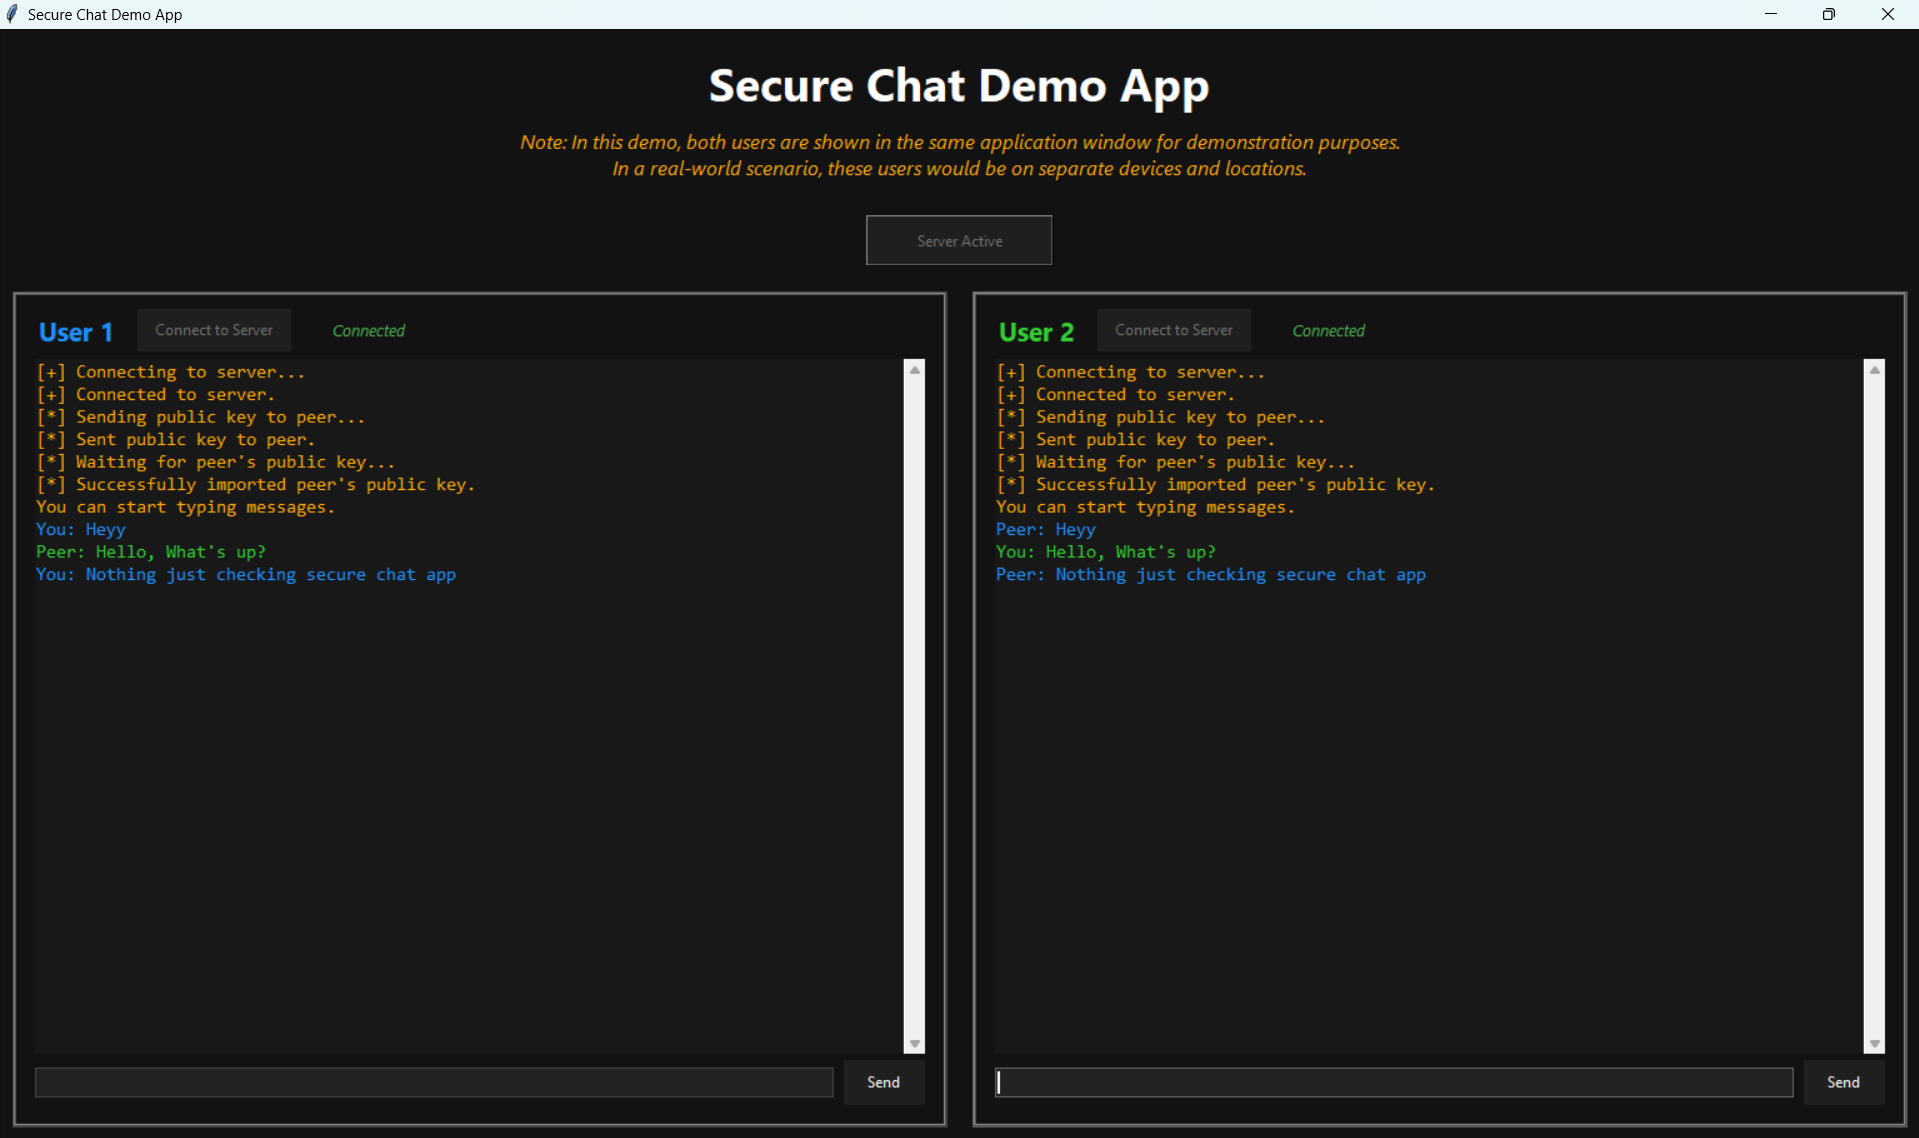 Secure Chat Demo App
Secure Chat Demo App
Note: In this demo, both users are shown in the same application window for demonstration purposes.
In a real-world scenario, these users would be on separate devices and locations.
Server Active
User 1
Connect to Server
Connected
[+] Connecting to server...
[+] Connected to server.
[*] Sending public key to peer...
[*] Sent public key to peer.
[*] Waiting for peer's public key...
[*] Successfully imported peer's public key.
You can start typing messages.
You: Heyy
Peer: Hello, What's up?
You: Nothing just checking secure chat app
Send
User 2
Connect to Server
Connected
[+] Connecting to server...
[+] Connected to server.
[*] Sending public key to peer...
[*] Sent public key to peer.
[*] Waiting for peer's public key...
[*] Successfully imported peer's public key.
You can start typing messages.
Peer: Heyy
You: Hello, What's up?
Peer: Nothing just checking secure chat app
Send